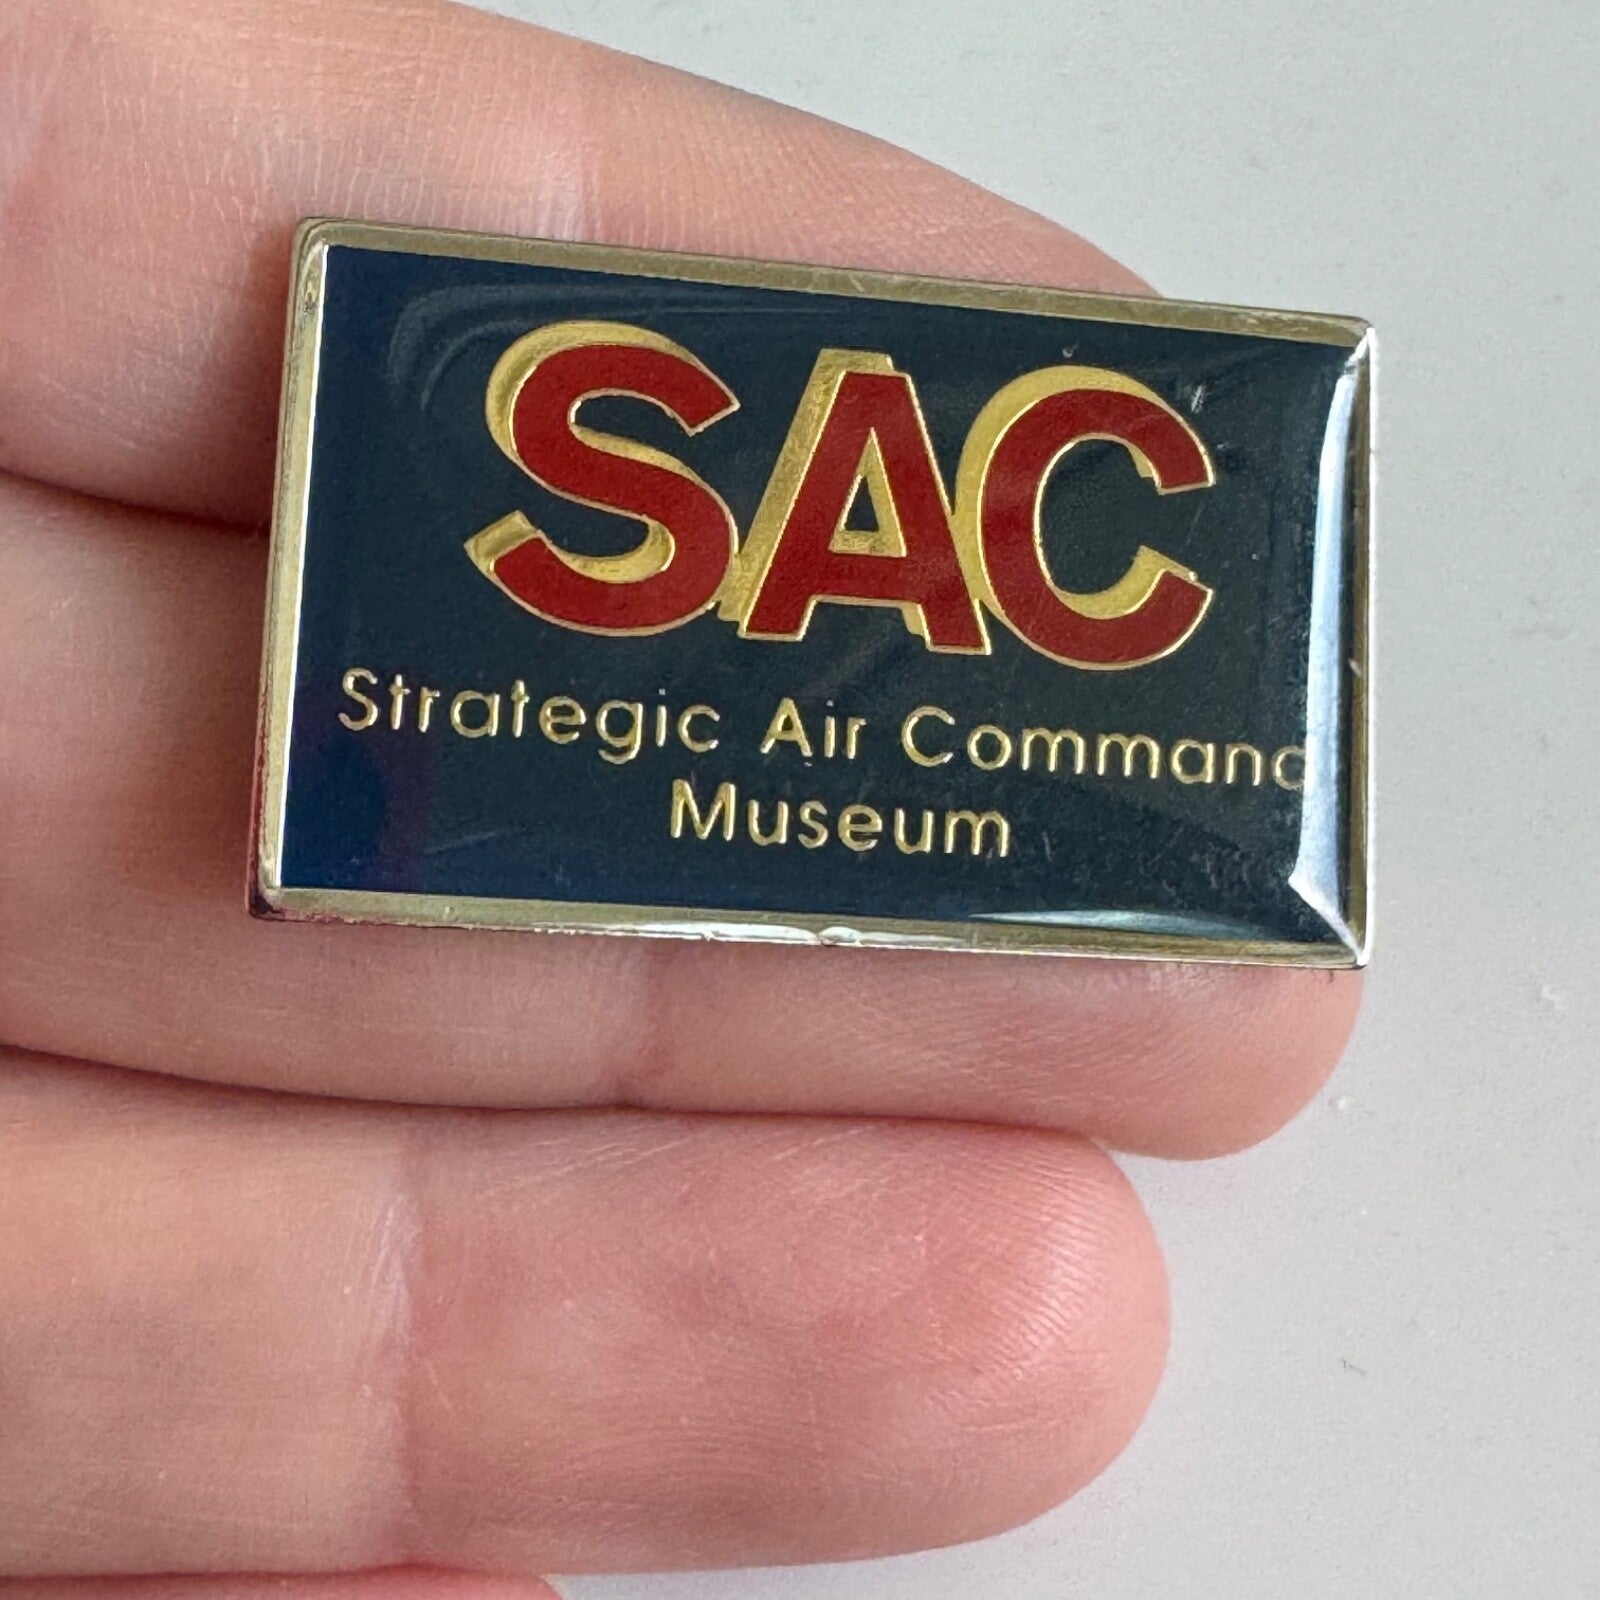 SAC
Strategic Air Command
Museum